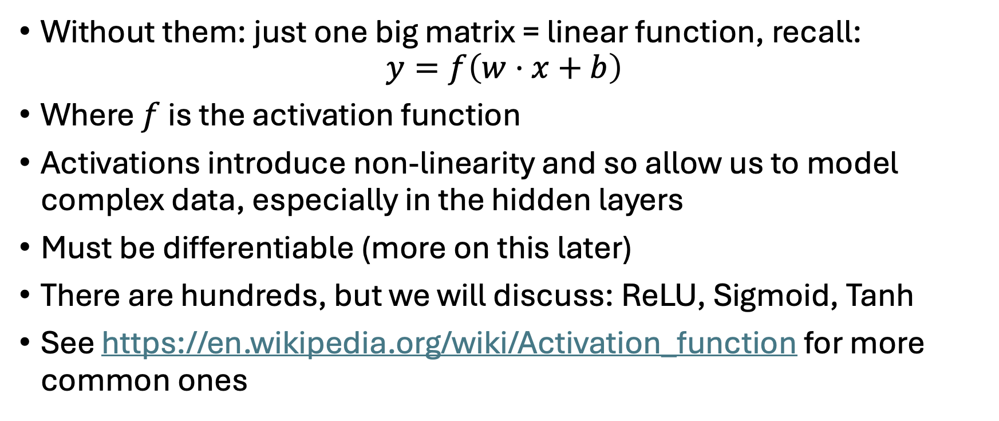 • Without them: just one big matrix = linear function, recall:
𝑦 = 𝑓(𝑤 · 𝑥 + 𝑏)
• Where 𝑓 is the activation function
• Activations introduce non-linearity and so allow us to model
complex data, especially in the hidden layers
• Must be differentiable (more on this later)
• There are hundreds, but we will discuss: ReLU, Sigmoid, Tanh
• See https://en.wikipedia.org/wiki/Activation_function for more
common ones